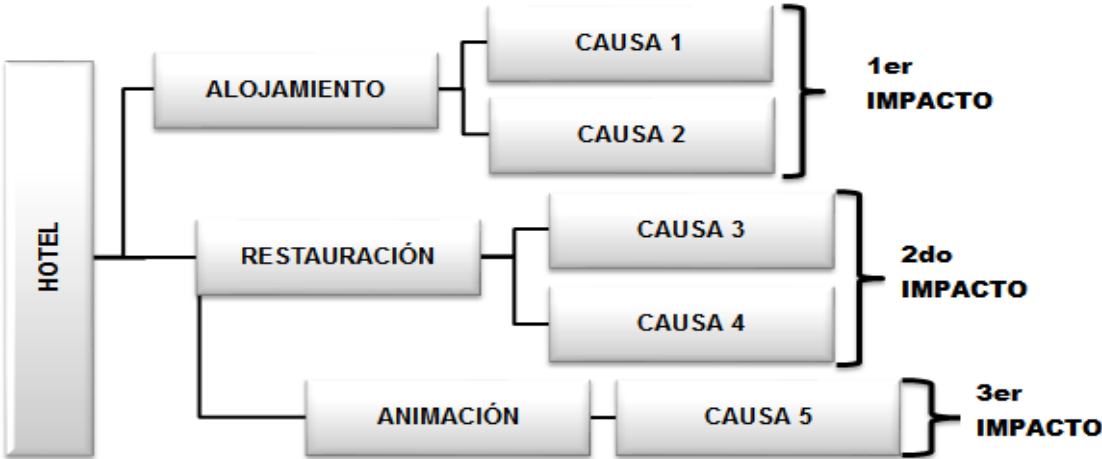 HOTEL
ALOJAMIENTO
CAUSA 1
CAUSA 2
1er
IMPACTO
RESTAURACIÓN
CAUSA 3
CAUSA 4
2do
IMPACTO
ANIMACIÓN
CAUSA 5
3er
IMPACTO